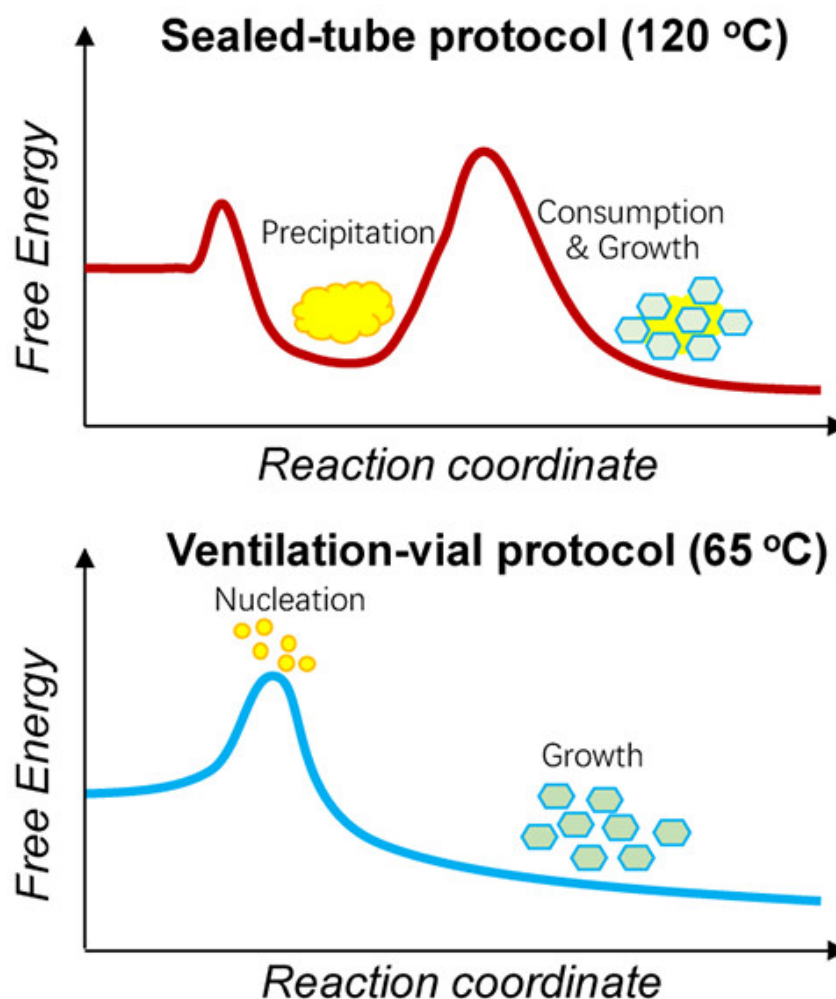 Sealed-tube protocol (120 °C)
Free Energy
Precipitation
Consumption
& Growth
Reaction coordinate
Ventilation-vial protocol (65 °C)
Nucleation
Free Energy
Growth
Reaction coordinate